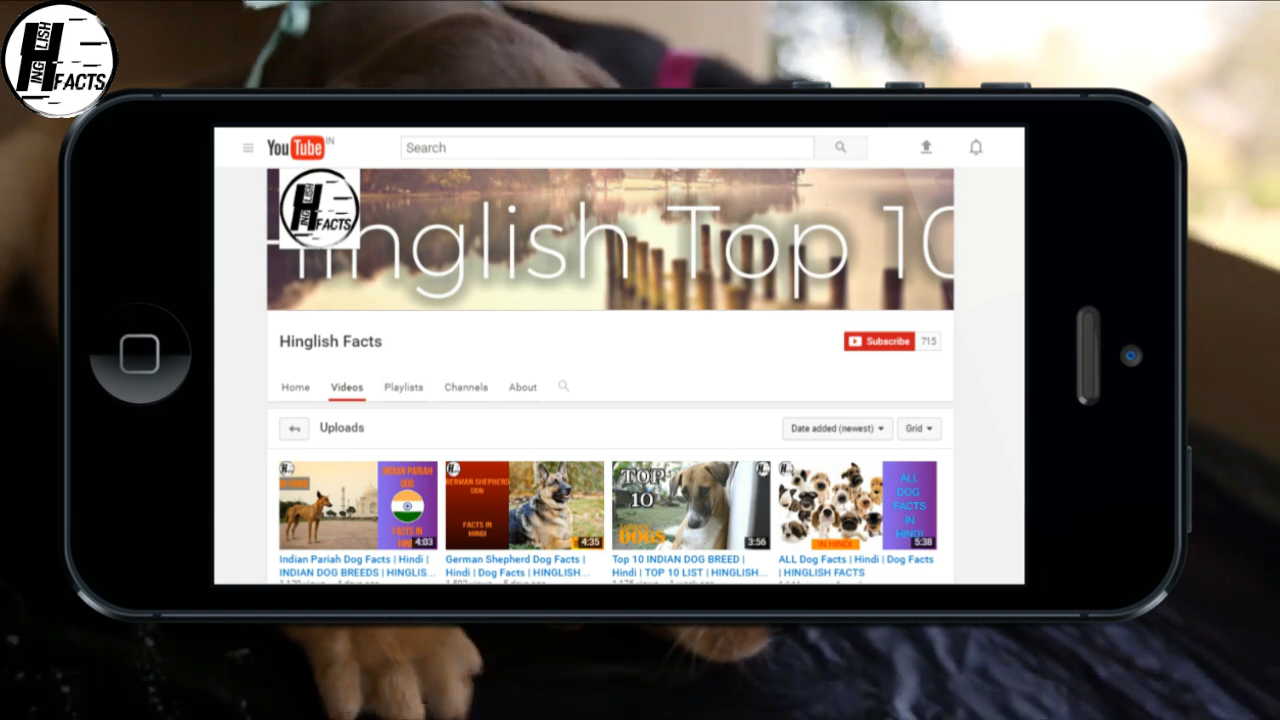 H
INGLISH
FACTS
YouTube IN
Search
H
INGLISH
FACTS
Hinglish Top 10
Hinglish Facts
Subscribe 715
Home Videos Playlists Channels About
Uploads
Date added (newest) Grid
INDIAN PARIAH
DOG
FACTS IN
4:03
GERMAN SHEPHERD
DOG
FACTS IN
HINDI
4:35
TOP
10
DOGS
3:56
IN HINDI
ALL
DOG
FACTS
IN
HINDI
5:38
Indian Pariah Dog Facts | Hindi |
INDIAN DOG BREEDS | HINGLIS...
German Shepherd Dog Facts |
Hindi | Dog Facts | HINGLISH...
Top 10 INDIAN DOG BREED |
Hindi | TOP 10 LIST | HINGLISH...
ALL Dog Facts | Hindi | Dog Facts
| HINGLISH FACTS